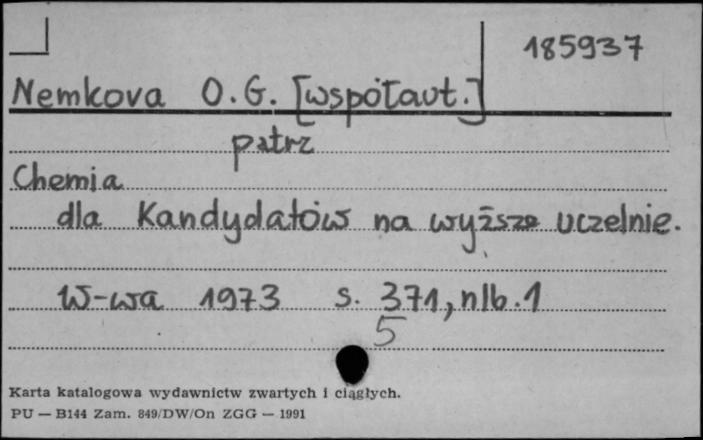 185937
Nemkova O.G. [współaut.]
patrz
Chemia
dla Kandydatów na wyższe uczelnie.
W-wa 1973 s. 371, nlb. 1
5
Karta katalogowa wydawnictw zwartych i ciągłych.
PU — B144 Zam. 849/DW/On ZGG — 1991